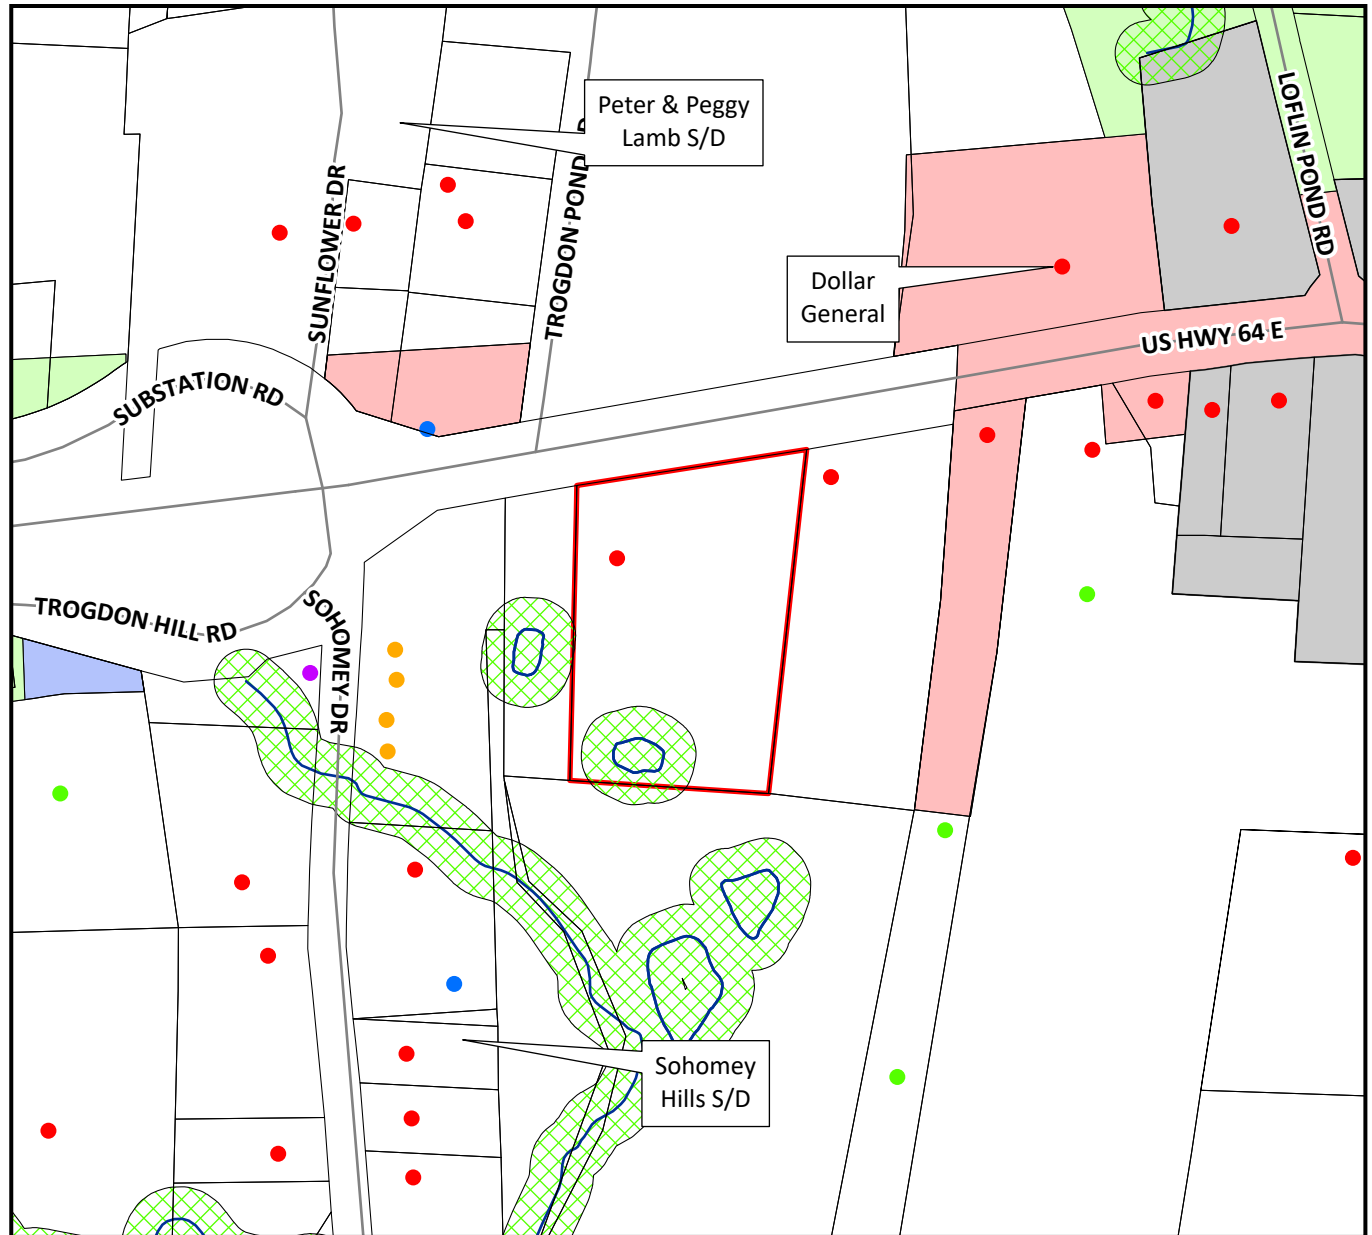 Peter & Peggy
Lamb S/D
LOFLIN POND RD
SUNFLOWER DR
TROGDON POND
Dollar
General
US HWY 64 E
SUBSTATION RD
TROGDON HILL RD
SOHOMEY DR
Sohomey
Hills S/D